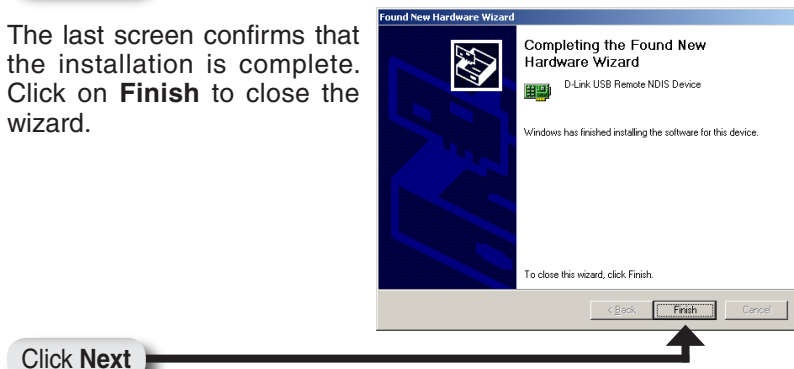 The last screen confirms that
the installation is complete.
Click on Finish to close the
wizard.
Found New Hardware Wizard
Completing the Found New
Hardware Wizard
D-Link USB Remote NDIS Device
Windows has finished installing the software for this device.
To close this wizard, click Finish.
< Back
Finish
Cancel
Click Next